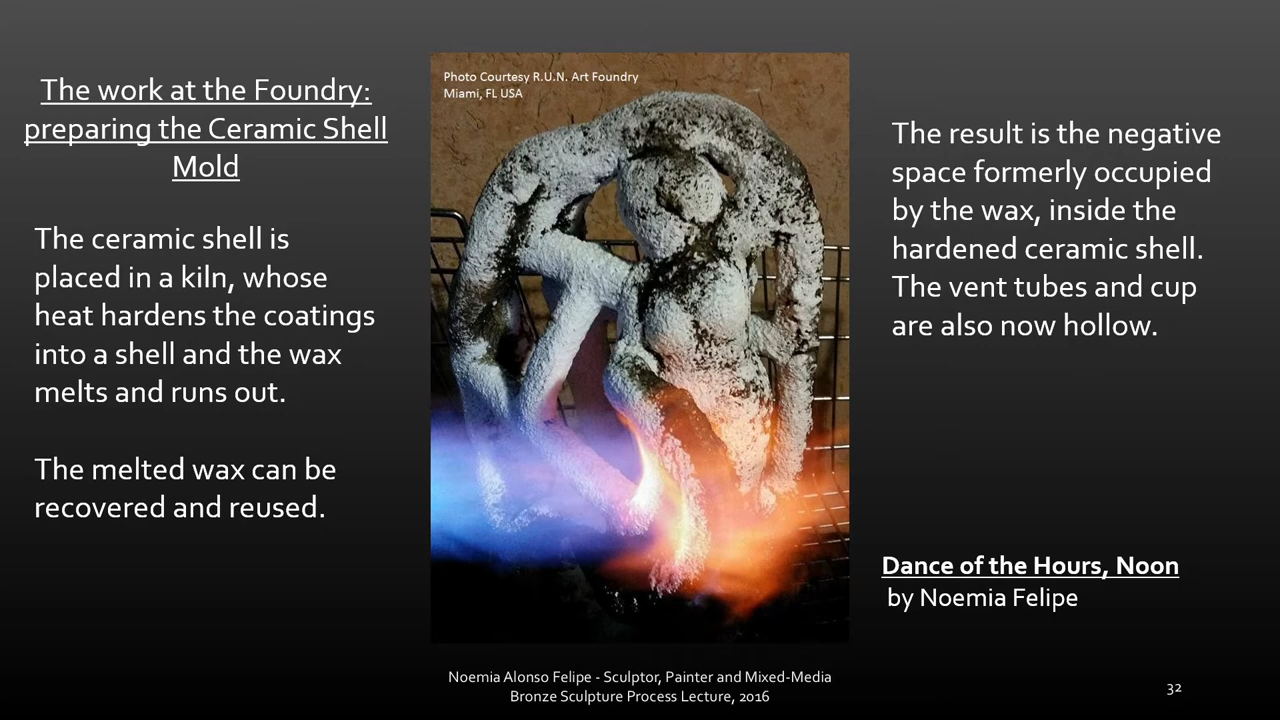 The work at the Foundry:
preparing the Ceramic Shell
Mold
The ceramic shell is
placed in a kiln, whose
heat hardens the coatings
into a shell and the wax
melts and runs out.
The melted wax can be
recovered and reused.
Photo Courtesy R.U.N. Art Foundry
Miami, FL USA
The result is the negative
space formerly occupied
by the wax, inside the
hardened ceramic shell.
The vent tubes and cup
are also now hollow.
Dance of the Hours, Noon
by Noemia Felipe
Noemia Alonso Felipe - Sculptor, Painter and Mixed-Media
Bronze Sculpture Process Lecture, 2016
32